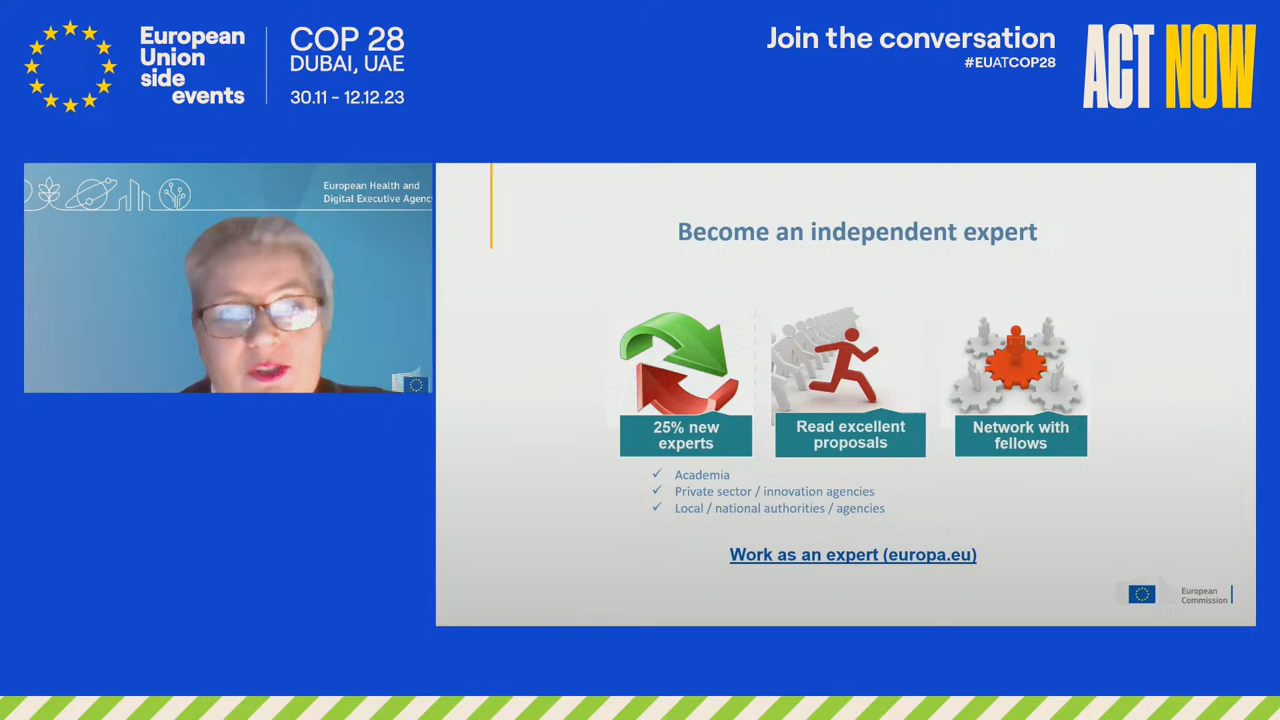 European
Union
side
events
COP 28
DUBAI, UAE
30.11 – 12.12.23
Join the conversation
#EUATCOP28
ACT NOW
European Health and
Digital Executive Agenc
Become an independent expert
25% new
experts
Read excellent
proposals
Network with
fellows
✓ Academia
✓ Private sector / innovation agencies
✓ Local / national authorities / agencies
Work as an expert (europa.eu)
European
Commission